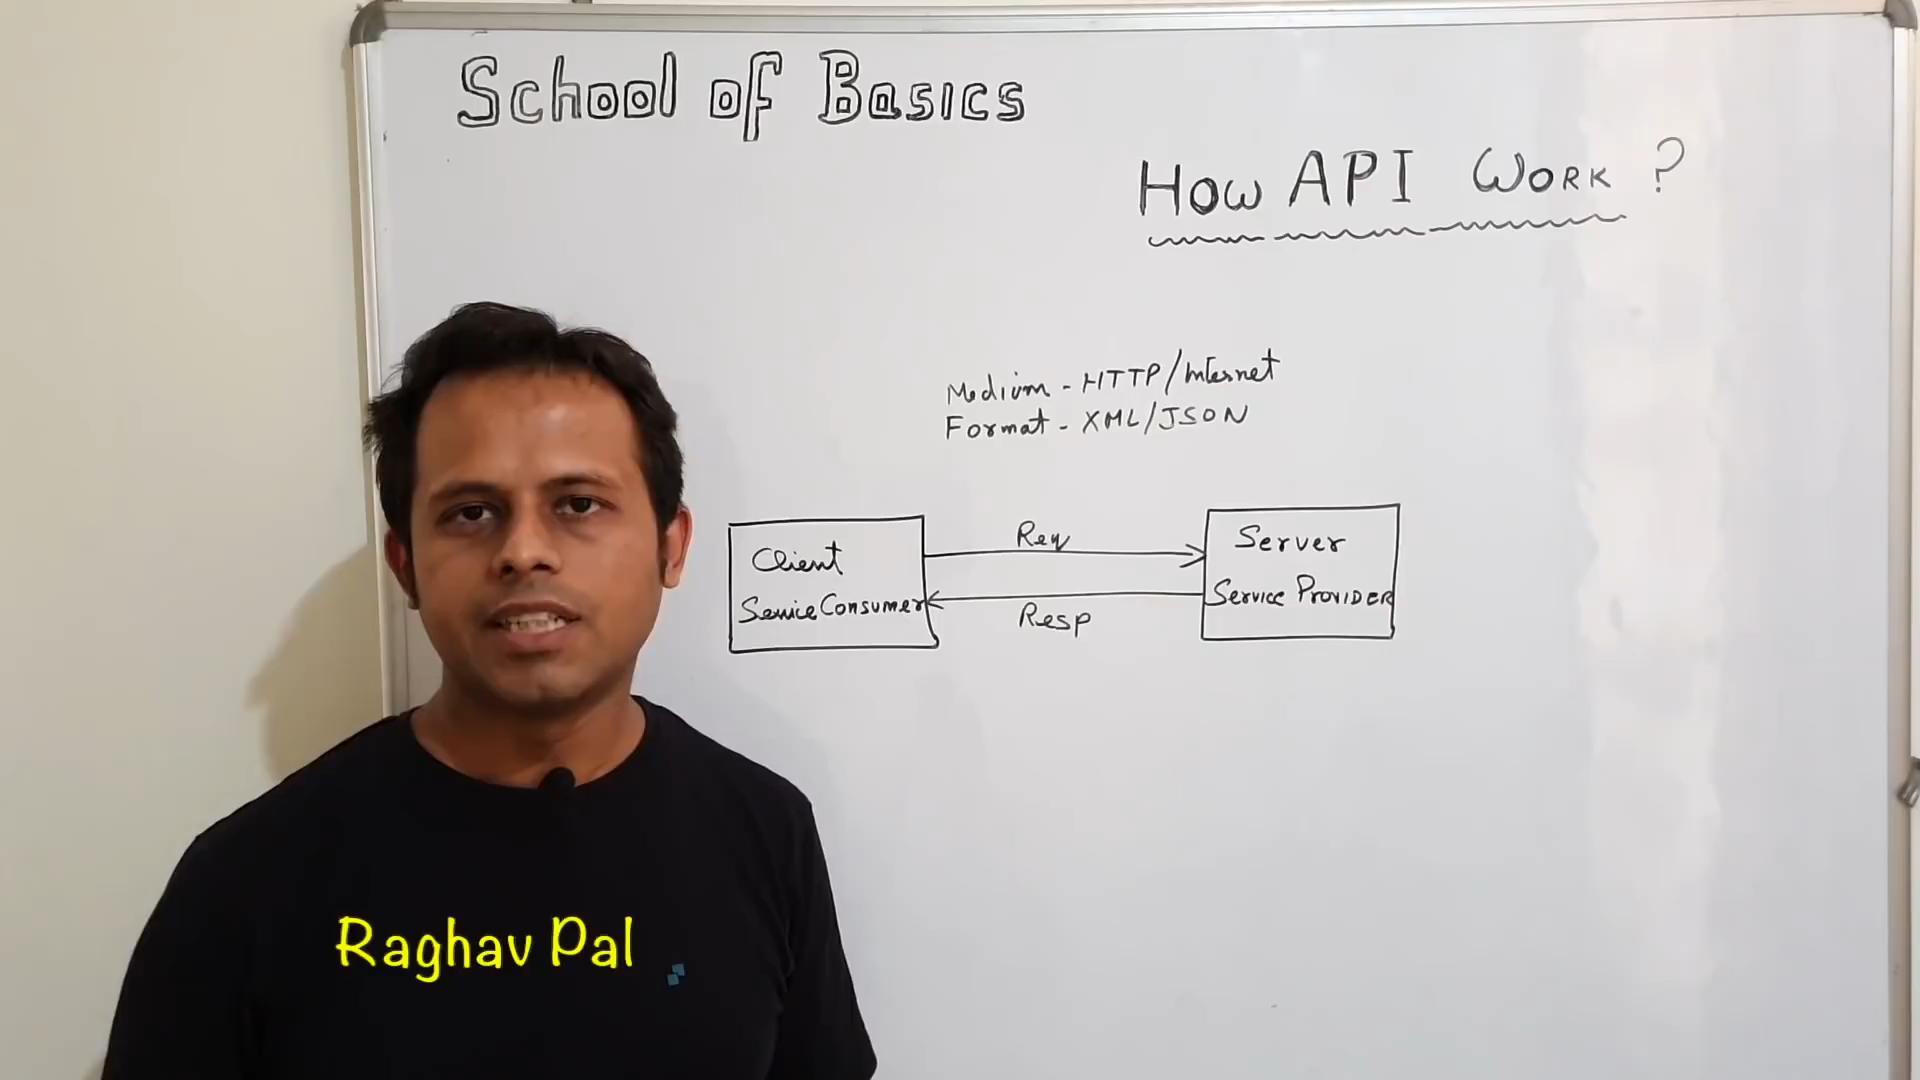 School of Basics
How API Work ?
Medium - HTTP/Internet
Format - XML/JSON
Client
Service Consumer
Req
Resp
Server
Service Provider
Raghav Pal